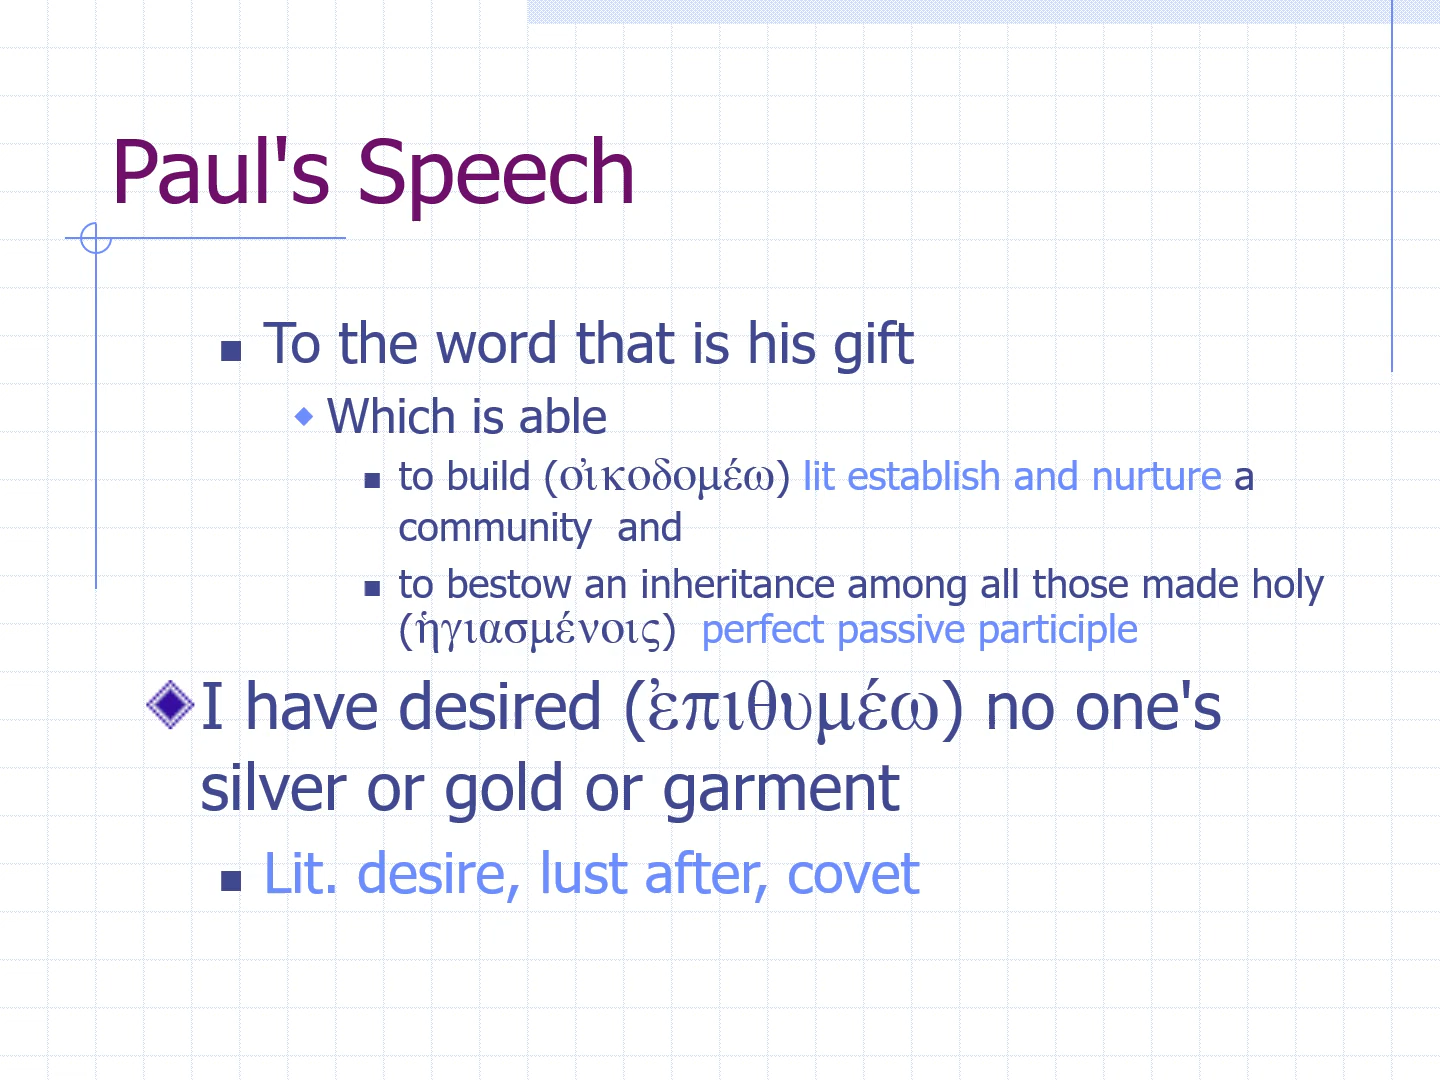 Paul's Speech
To the word that is his gift
Which is able
to build (οἰκοδομέω) lit establish and nurture a
community  and
to bestow an inheritance among all those made holy
(ἡγιασμένοις)  perfect passive participle
I have desired (ἐπιθυμέω) no one's
silver or gold or garment
Lit. desire, lust after, covet